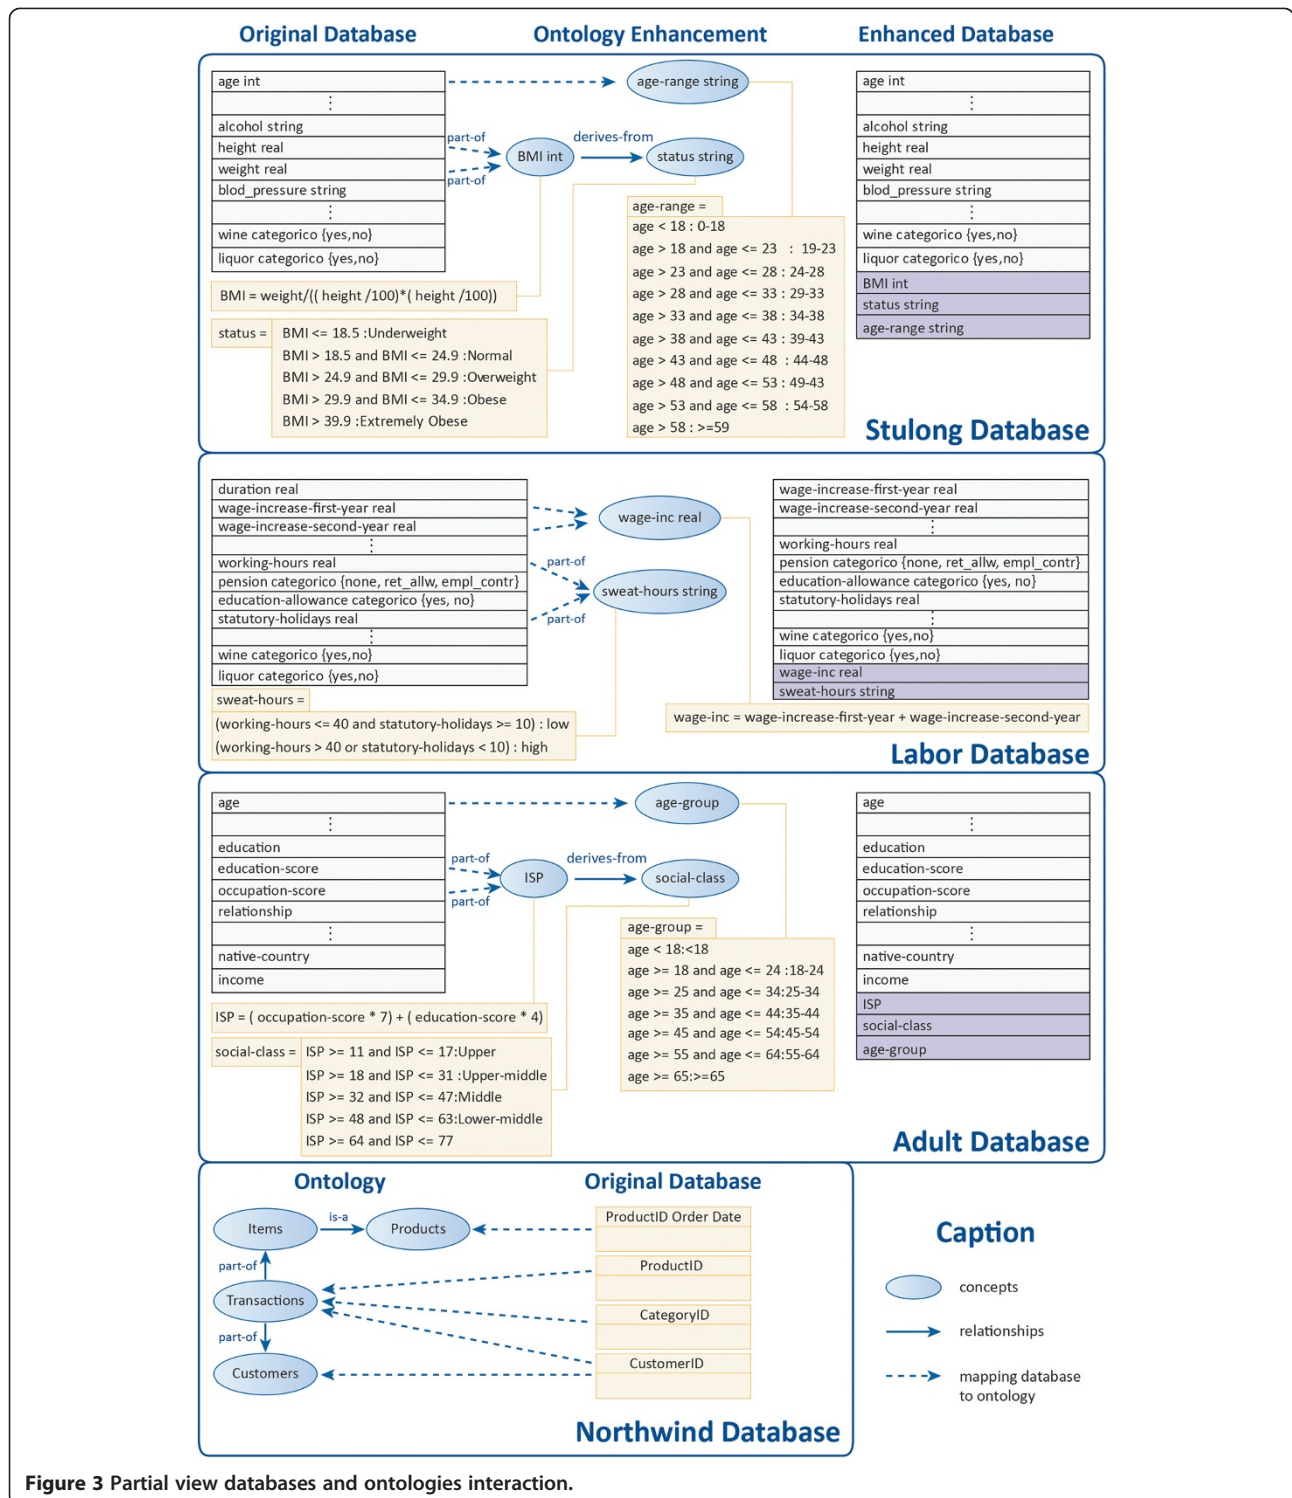 Original Database
Ontology Enhancement
Enhanced Database
age int
⋮
alcohol string
height real
weight real
blod_pressure string
⋮
wine categorico {yes,no}
liquor categorico {yes,no}
part-of
part-of
BMI int
derives-from
status string
age-range string
BMI = weight/(( height /100)*( height /100))
status =
BMI <= 18.5 :Underweight
BMI > 18.5 and BMI <= 24.9 :Normal
BMI > 24.9 and BMI <= 29.9 :Overweight
BMI > 29.9 and BMI <= 34.9 :Obese
BMI > 39.9 :Extremely Obese
age-range =
age < 18 : 0-18
age > 18 and age <= 23 : 19-23
age > 23 and age <= 28 : 24-28
age > 28 and age <= 33 : 29-33
age > 33 and age <= 38 : 34-38
age > 38 and age <= 43 : 39-43
age > 43 and age <= 48 : 44-48
age > 48 and age <= 53 : 49-43
age > 53 and age <= 58 : 54-58
age > 58 : >=59
age int
⋮
alcohol string
height real
weight real
blod_pressure string
⋮
wine categorico {yes,no}
liquor categorico {yes,no}
BMI int
status string
age-range string
Stulong Database
duration real
wage-increase-first-year real
wage-increase-second-year real
⋮
working-hours real
pension categorico {none, ret_allw, empl_contr}
education-allowance categorico {yes, no}
statutory-holidays real
⋮
wine categorico {yes,no}
liquor categorico {yes,no}
wage-inc real
part-of
sweat-hours string
part-of
sweat-hours =
(working-hours <= 40 and statutory-holidays >= 10) : low
(working-hours > 40 or statutory-holidays < 10) : high
wage-increase-first-year real
wage-increase-second-year real
⋮
working-hours real
pension categorico {none, ret_allw, empl_contr}
education-allowance categorico {yes, no}
statutory-holidays real
⋮
wine categorico {yes,no}
liquor categorico {yes,no}
wage-inc real
sweat-hours string
wage-inc = wage-increase-first-year + wage-increase-second-year
Labor Database
age
⋮
education
education-score
occupation-score
relationship
⋮
native-country
income
part-of
part-of
ISP
derives-from
social-class
age-group
ISP = ( occupation-score * 7) + ( education-score * 4)
social-class =
ISP >= 11 and ISP <= 17:Upper
ISP >= 18 and ISP <= 31 :Upper-middle
ISP >= 32 and ISP <= 47:Middle
ISP >= 48 and ISP <= 63:Lower-middle
ISP >= 64 and ISP <= 77
age-group =
age < 18:<18
age >= 18 and age <= 24 :18-24
age >= 25 and age <= 34:25-34
age >= 35 and age <= 44:35-44
age >= 45 and age <= 54:45-54
age >= 55 and age <= 64:55-64
age >= 65:>=65
age
⋮
education
education-score
occupation-score
relationship
⋮
native-country
income
ISP
social-class
age-group
Adult Database
Ontology
Original Database
Items
is-a
Products
part-of
Transactions
part-of
Customers
ProductID Order Date
ProductID
CategoryID
CustomerID
Northwind Database
Caption
concepts
relationships
mapping database
to ontology
Figure 3 Partial view databases and ontologies interaction.